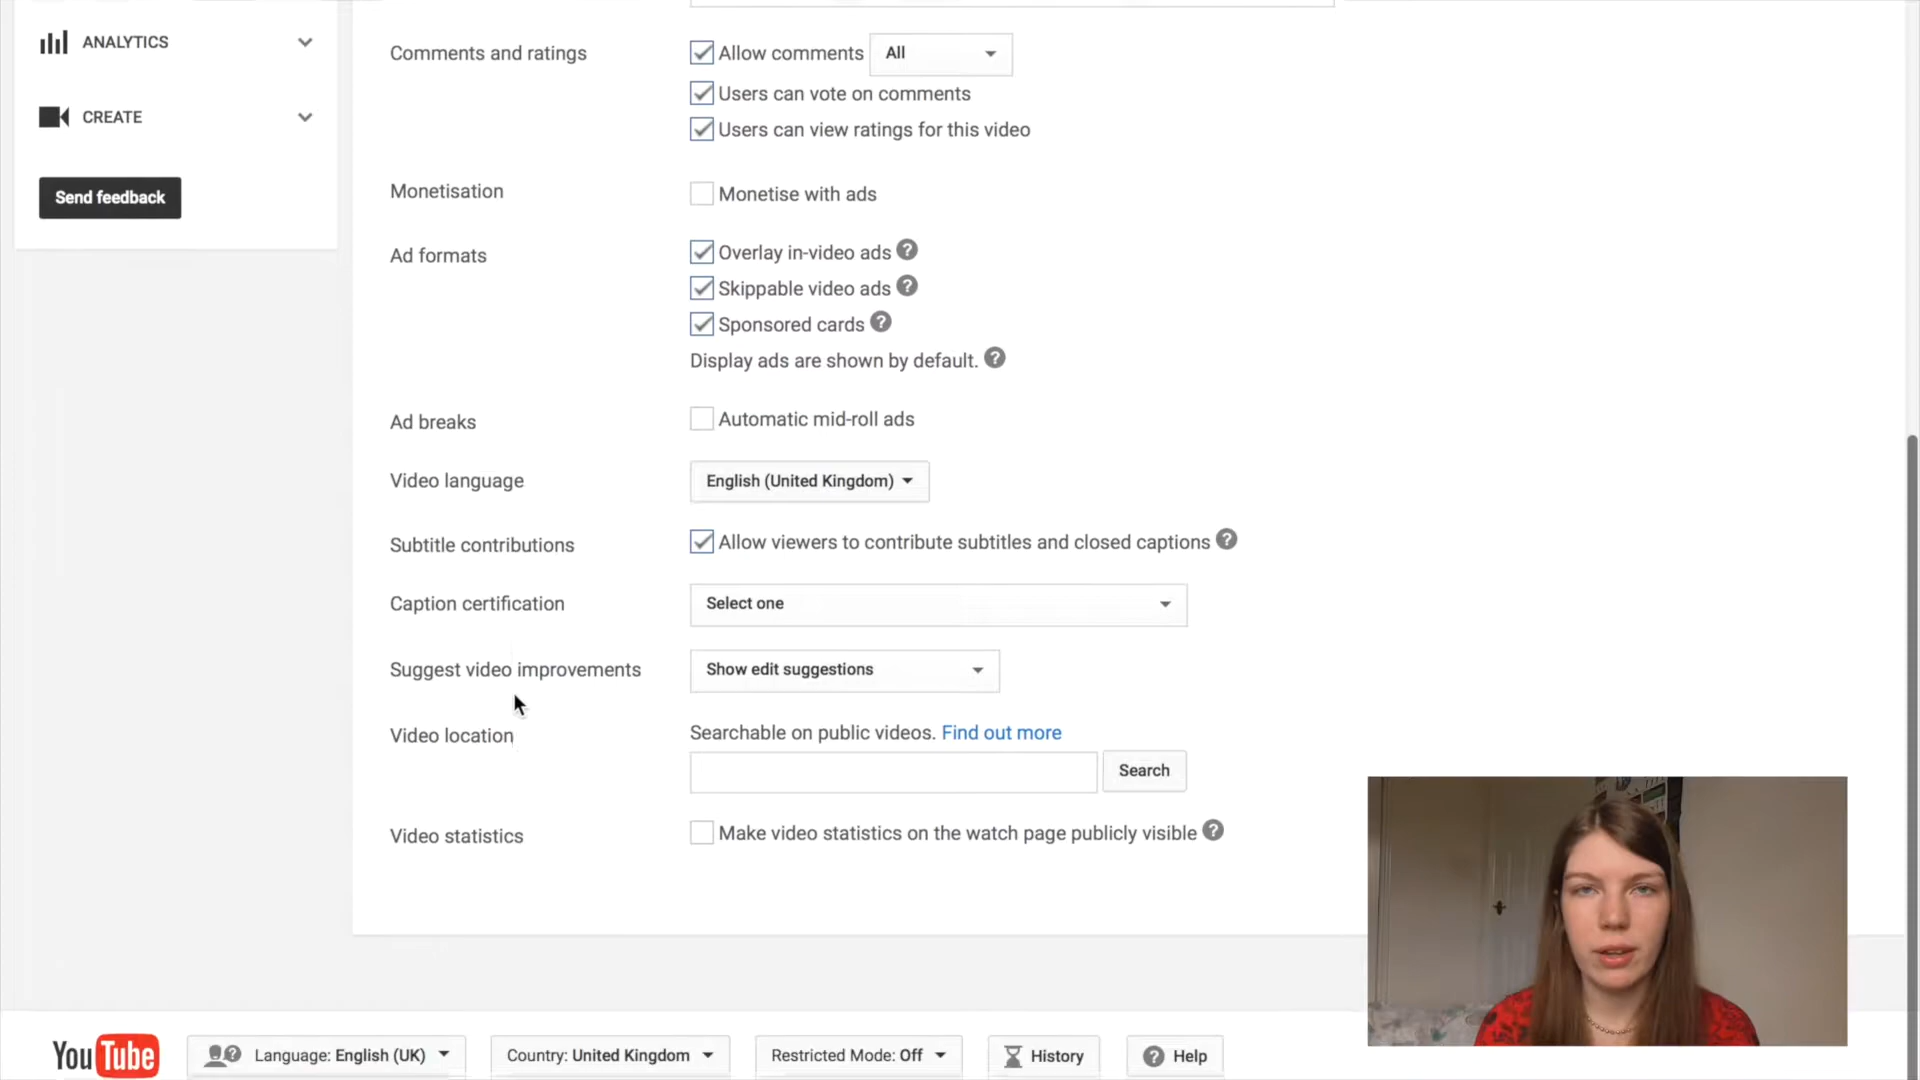 ANALYTICS
CREATE
Send feedback
Comments and ratings
Allow comments All
Users can vote on comments
Users can view ratings for this video
Monetisation
Monetise with ads
Ad formats
Overlay in-video ads ?
Skippable video ads ?
Sponsored cards ?
Display ads are shown by default. ?
Ad breaks
Automatic mid-roll ads
Video language
English (United Kingdom)
Subtitle contributions
Allow viewers to contribute subtitles and closed captions ?
Caption certification
Select one
Suggest video improvements
Show edit suggestions
Video location
Searchable on public videos. Find out more
Search
Video statistics
Make video statistics on the watch page publicly visible ?
YouTube
Language: English (UK)
Country: United Kingdom
Restricted Mode: Off
History
? Help